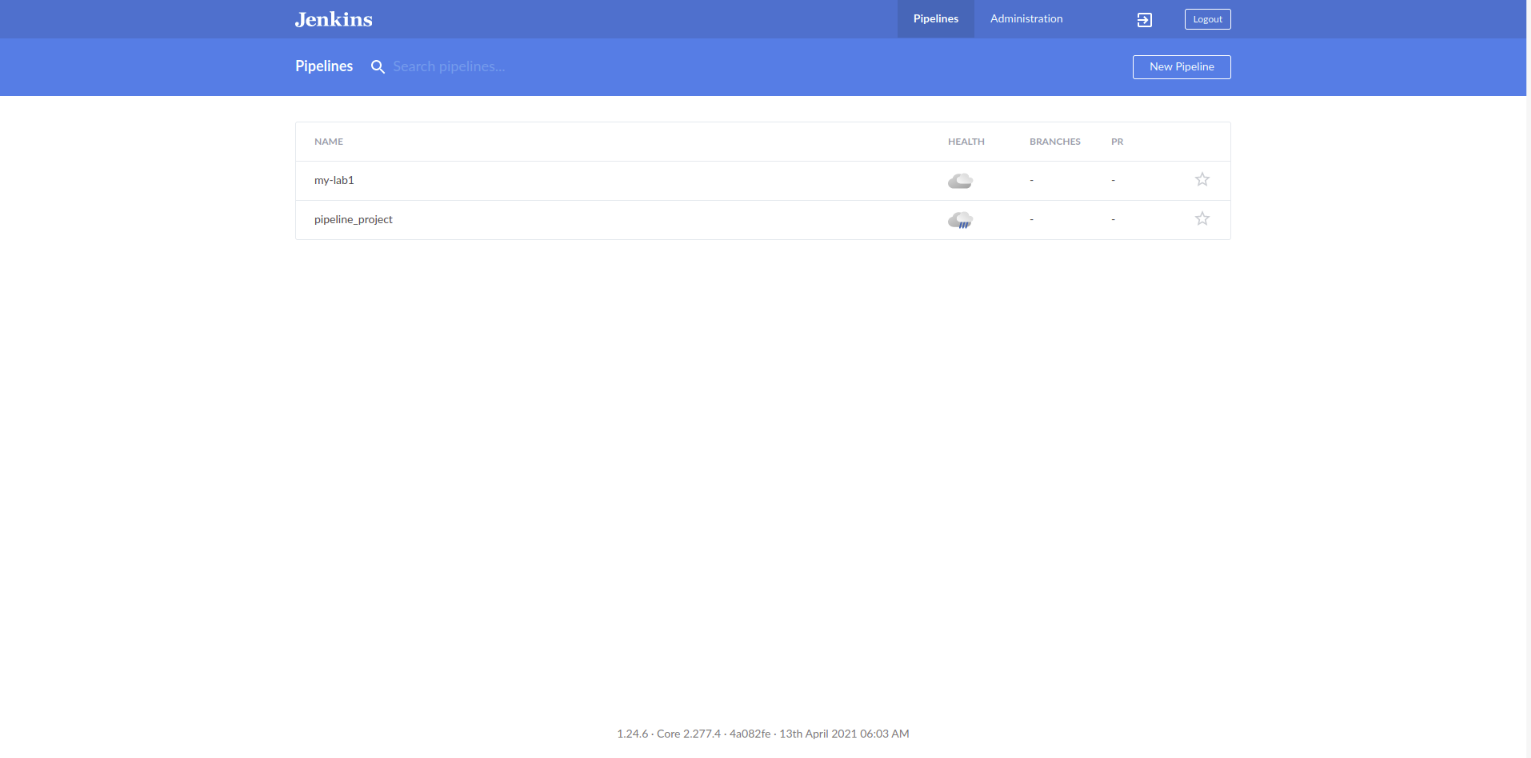 Jenkins Pipelines Administration Logout
Pipelines Search pipelines... New Pipeline
NAME HEALTH BRANCHES PR
my-lab1 - -
pipeline_project - -
1.24.6 · Core 2.277.4 · 4a082fe · 13th April 2021 06:03 AM